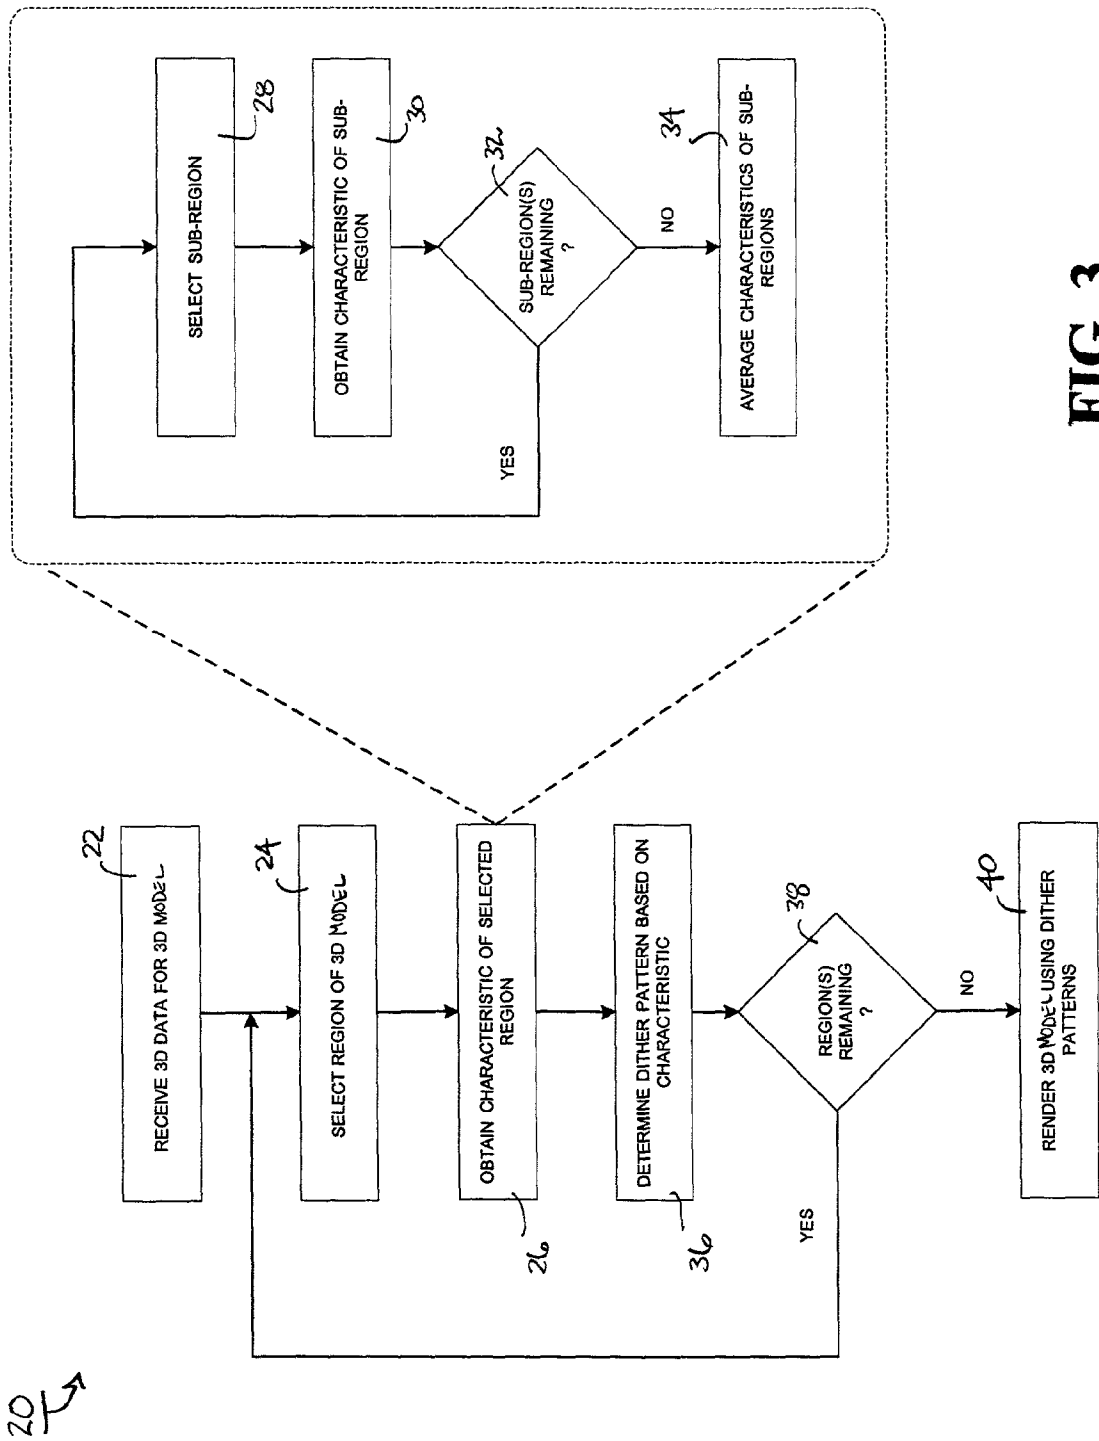 20
RECEIVE 3D DATA FOR 3D MODEL
22
SELECT REGION OF 3D MODEL
24
OBTAIN CHARACTERISTIC OF SELECTED
REGION
26
DETERMINE DITHER PATTERN BASED ON
CHARACTERISTIC
36
REGION(S)
REMAINING
?
38
YES
NO
RENDER 3D MODEL USING DITHER
PATTERNS
40
SELECT SUB-REGION
28
OBTAIN CHARACTERISTIC OF SUB-
REGION
30
SUB-REGION(S)
REMAINING
?
32
YES
NO
AVERAGE CHARACTERISTICS OF SUB-
REGIONS
34
FIG 3